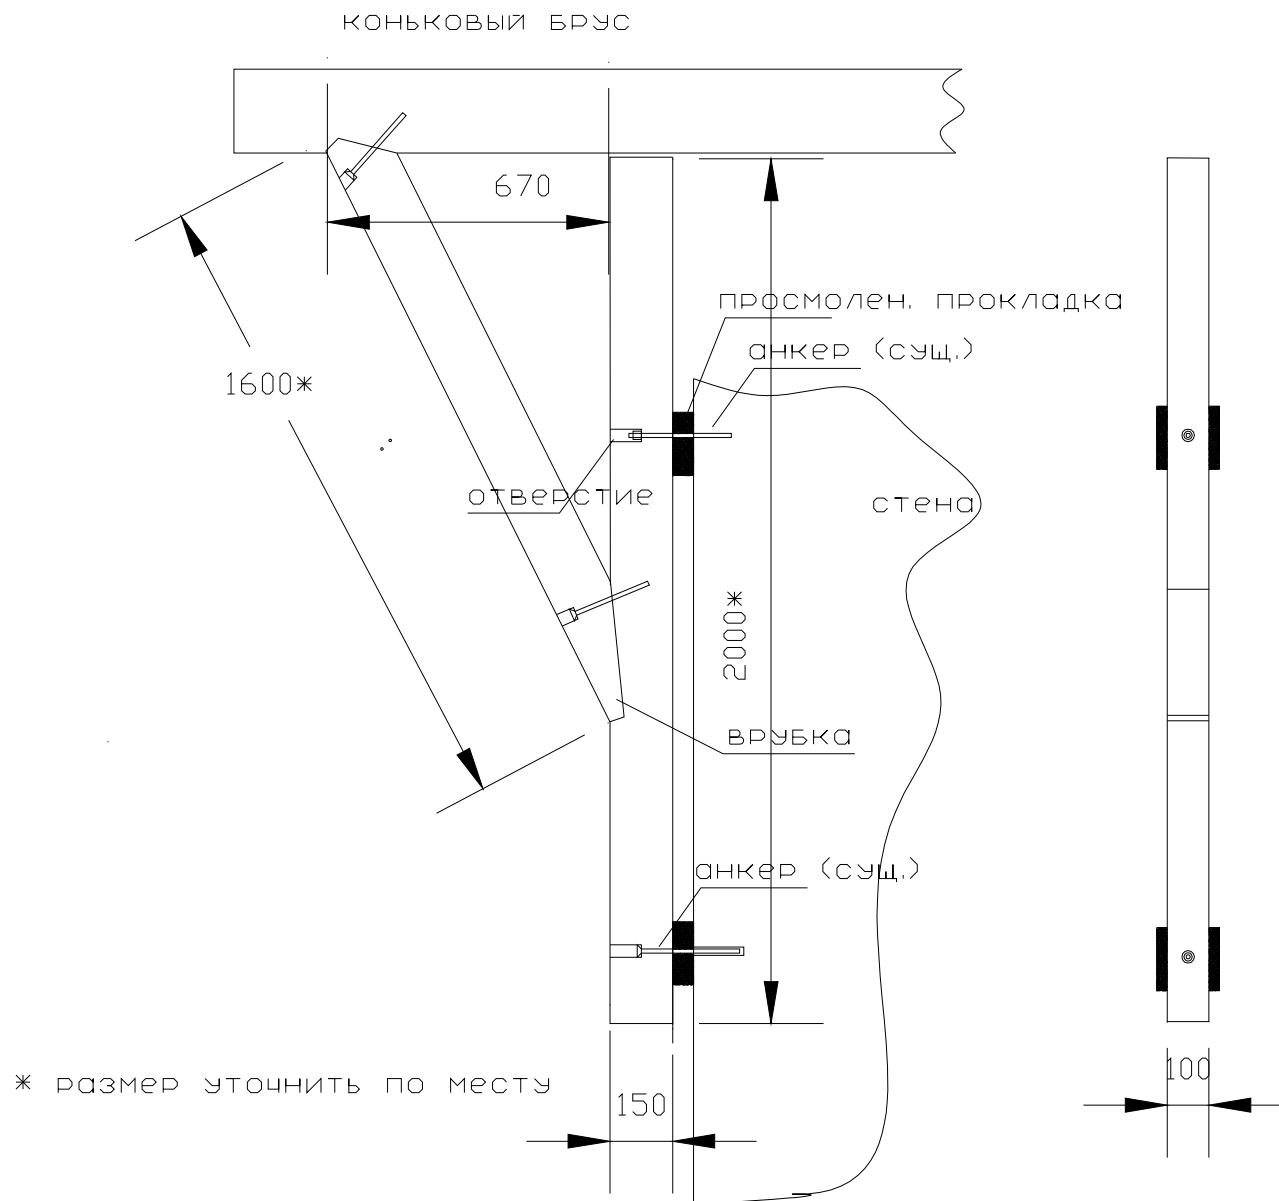 КОНЬКОВЫЙ БРУС
670
ПРОСМОЛЕН. ПРОКЛАДКА
АНКЕР (СУЩ.)
1600*
ОТВЕРСТИЕ
СТЕНА
2000*
ВРУБКА
АНКЕР (СУЩ.)
* РАЗМЕР УТОЧНИТЬ ПО МЕСТУ
150
100